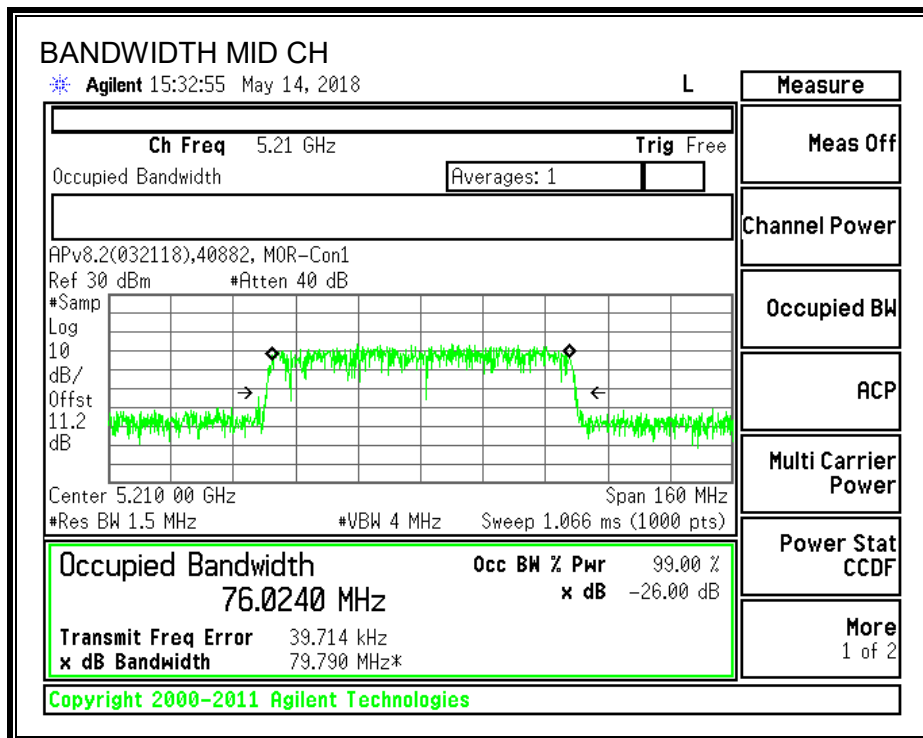 BANDWIDTH MID CH
Agilent 15:32:55 May 14, 2018 L
Measure
Ch Freq 5.21 GHz Trig Free
Meas Off
Occupied Bandwidth Averages: 1
Channel Power
APv8.2(032118),40882, MOR-Con1
Ref 30 dBm #Atten 40 dB
#Samp
Log
10
dB/
Offst
11.2
dB
Occupied BW
ACP
Multi Carrier
Power
Center 5.210 00 GHz Span 160 MHz
#Res BW 1.5 MHz #VBW 4 MHz Sweep 1.066 ms (1000 pts)
Occupied Bandwidth Occ BW % Pwr 99.00 %
76.0240 MHz x dB -26.00 dB
Transmit Freq Error 39.714 kHz
x dB Bandwidth 79.790 MHz*
Power Stat
CCDF
More
1 of 2
Copyright 2000-2011 Agilent Technologies